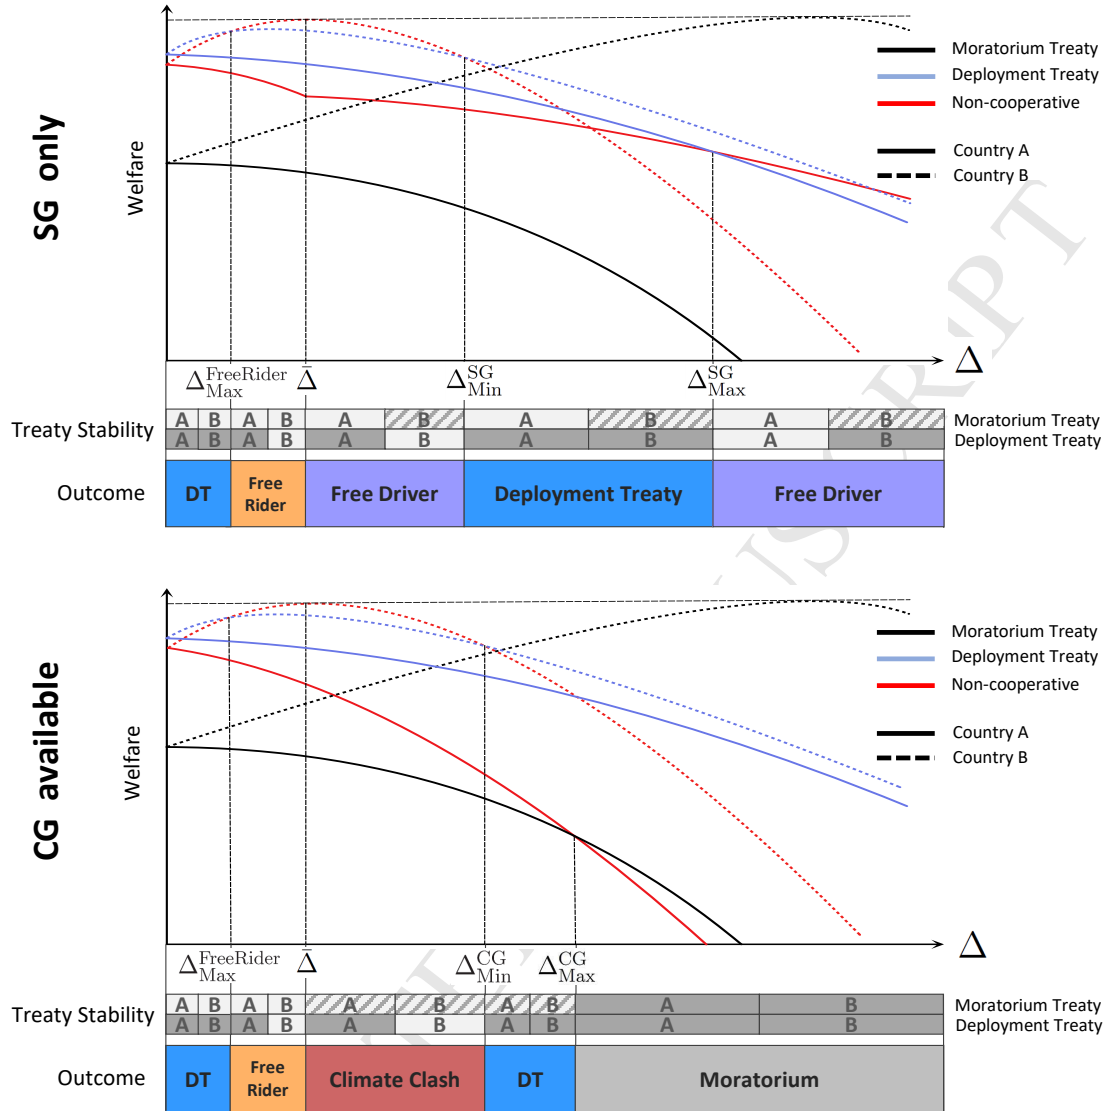 SG only
Welfare
Moratorium Treaty
Deployment Treaty
Non-cooperative
Country A
Country B
Δ_Max^FreeRider Δ̄ Δ_Min^SG Δ_Max^SG Δ
Treaty Stability
A B A B A B A B A B Moratorium Treaty
A B A B A B A B A B Deployment Treaty
Outcome DT Free Rider Free Driver Deployment Treaty Free Driver
CG available
Welfare
Moratorium Treaty
Deployment Treaty
Non-cooperative
Country A
Country B
Δ_Max^FreeRider Δ̄ Δ_Min^CG Δ_Max^CG Δ
Treaty Stability
A B A B A B A B A B Moratorium Treaty
A B A B A B A B A B Deployment Treaty
Outcome DT Free Rider Climate Clash DT Moratorium